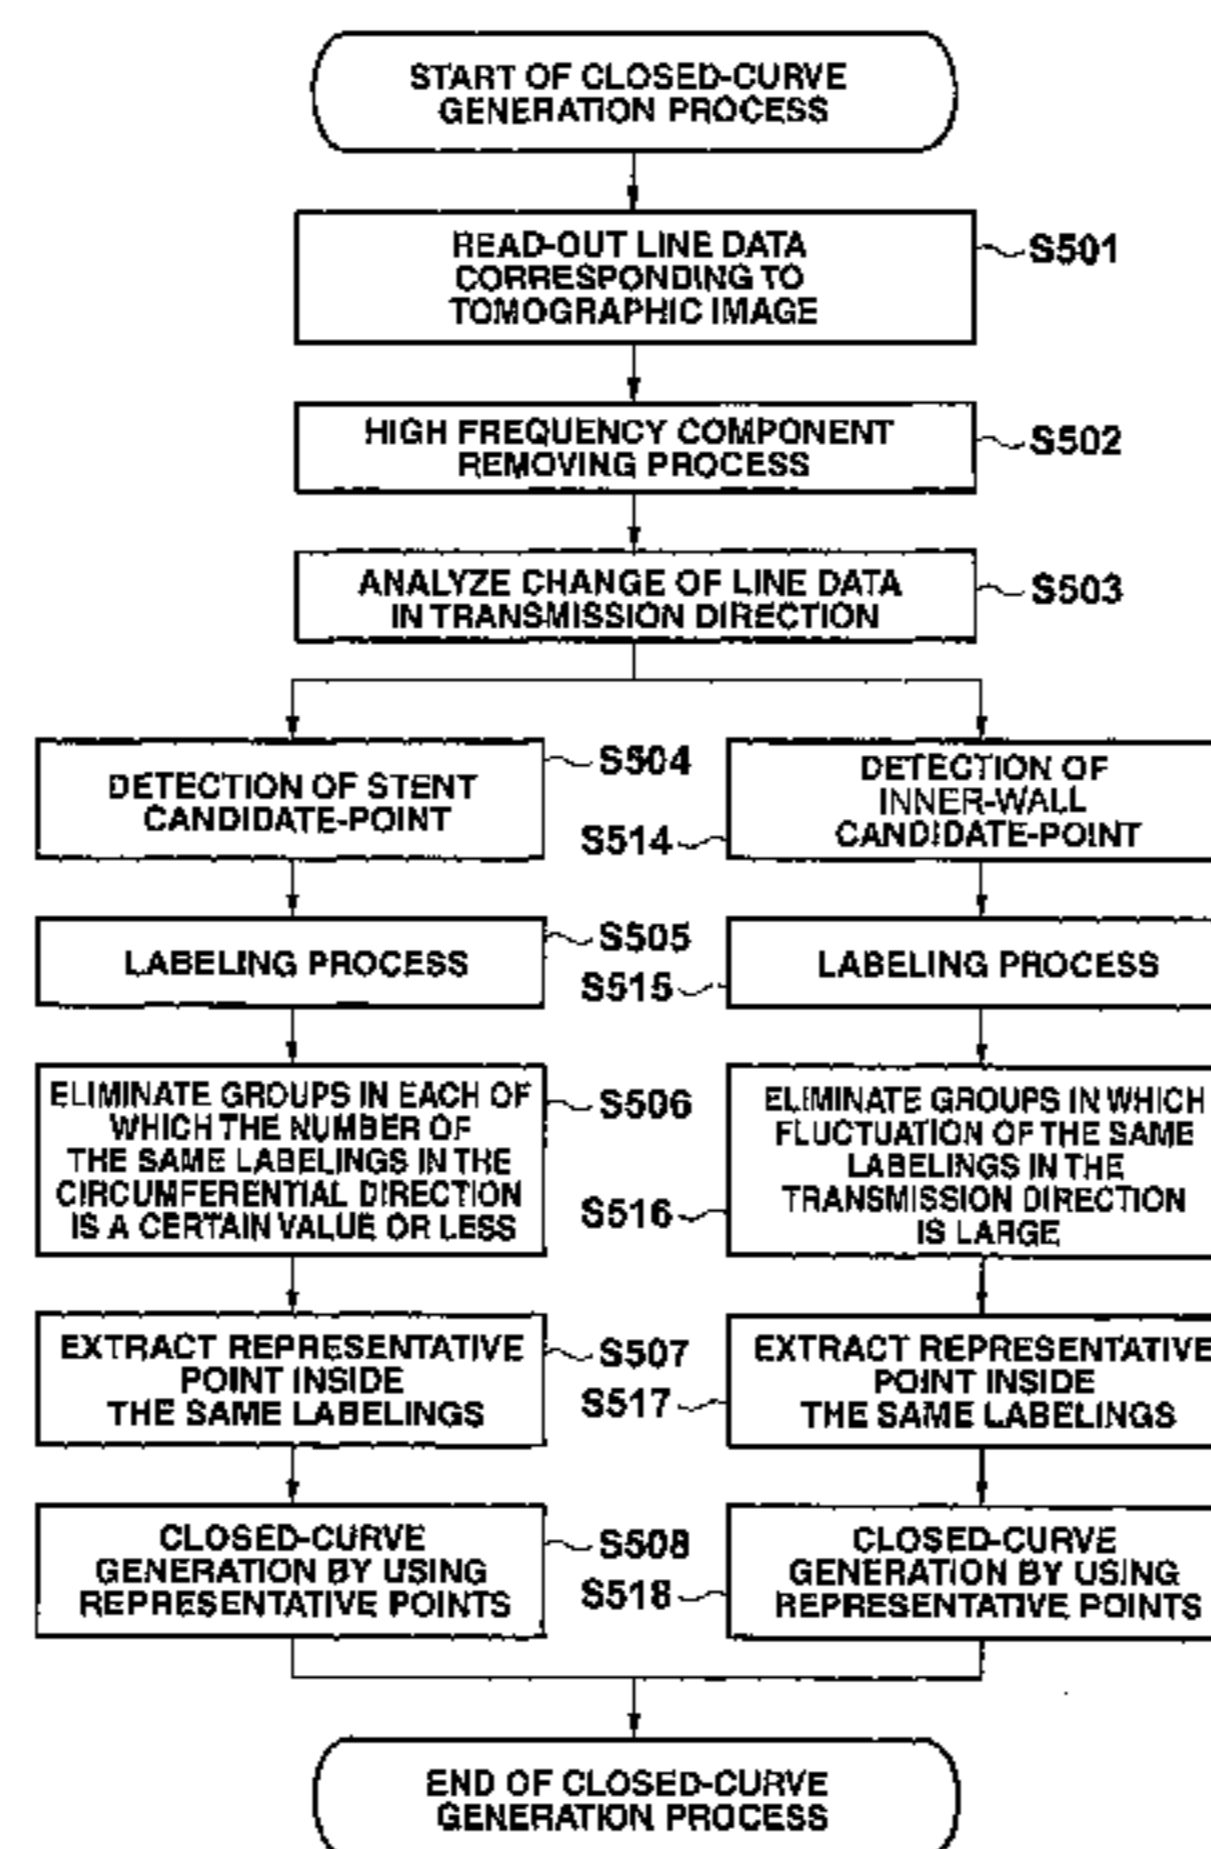 START OF CLOSED-CURVE
GENERATION PROCESS
READ-OUT LINE DATA
CORRESPONDING TO
TOMOGRAPHIC IMAGE
S501
HIGH FREQUENCY COMPONENT
REMOVING PROCESS
S502
ANALYZE CHANGE OF LINE DATA
IN TRANSMISSION DIRECTION
S503
DETECTION OF STENT
CANDIDATE-POINT
S504
LABELING PROCESS
S505
ELIMINATE GROUPS IN EACH OF
WHICH THE NUMBER OF
THE SAME LABELINGS IN THE
CIRCUMFERENTIAL DIRECTION
IS A CERTAIN VALUE OR LESS
S506
EXTRACT REPRESENTATIVE
POINT INSIDE
THE SAME LABELINGS
S507
CLOSED-CURVE
GENERATION BY USING
REPRESENTATIVE POINTS
S508
DETECTION OF
INNER-WALL
CANDIDATE-POINT
S514
LABELING PROCESS
S515
ELIMINATE GROUPS IN WHICH
FLUCTUATION OF THE SAME
LABELINGS IN THE
TRANSMISSION DIRECTION
IS LARGE
S516
EXTRACT REPRESENTATIVE
POINT INSIDE
THE SAME LABELINGS
S517
CLOSED-CURVE
GENERATION BY USING
REPRESENTATIVE POINTS
S518
END OF CLOSED-CURVE
GENERATION PROCESS